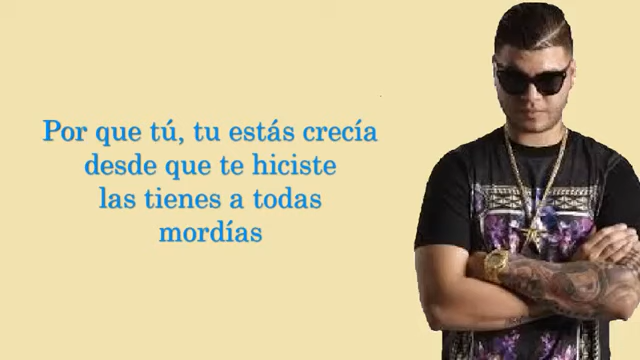 Por que tú, tu estás crecía
desde que te hiciste
las tienes a todas
mordías